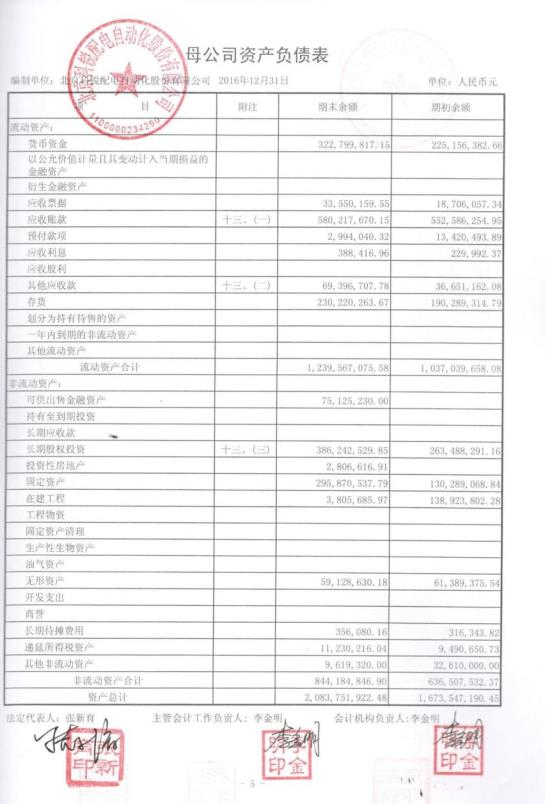 母公司资产负债表
编制单位：北京科锐配电自动化股份有限公司 2016年12月31日 单位：人民币元
项 目 附注 期末余额 期初余额
流动资产：
货币资金 322,799,817.15 225,156,382.66
以公允价值计量且其变动计入当期损益的
金融资产
衍生金融资产
应收票据 33,550,159.55 18,706,057.34
应收账款 十三、(一) 580,217,670.15 552,586,254.95
预付款项 2,994,040.32 13,420,493.89
应收利息 388,416.96 229,992.37
应收股利
其他应收款 十三、(二) 69,396,707.78 36,651,162.08
存货 230,220,263.67 190,289,314.79
划分为持有待售的资产
一年内到期的非流动资产
其他流动资产
流动资产合计 1,239,567,075.58 1,037,039,658.08
非流动资产：
可供出售金融资产 75,125,230.00
持有至到期投资
长期应收款
长期股权投资 十三、(三) 386,242,529.85 263,488,291.16
投资性房地产 2,806,616.91
固定资产 295,870,537.79 130,289,068.84
在建工程 3,805,685.97 138,923,802.28
工程物资
固定资产清理
生产性生物资产
油气资产
无形资产 59,128,630.18 61,389,375.54
开发支出
商誉
长期待摊费用 356,080.16 316,343.82
递延所得税资产 11,230,216.04 9,490,650.73
其他非流动资产 9,619,320.00 32,610,000.00
非流动资产合计 844,184,846.90 636,507,532.37
资产总计 2,083,751,922.48 1,673,547,190.45
法定代表人：张新育 主管会计工作负责人：李金明 会计机构负责人：李金明
- 5 -
北京科锐配电自动化股份有限公司
1100000234290